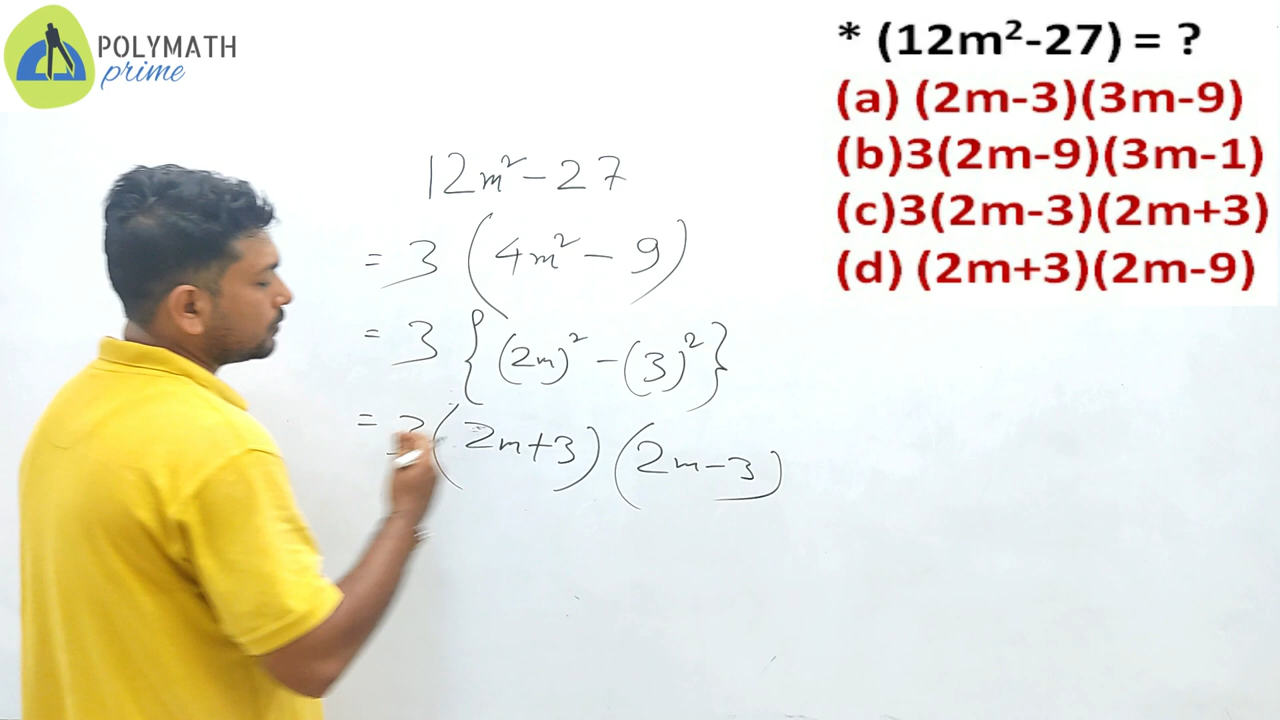 POLYMATH
prime
* (12m²-27) = ?
(a) (2m-3)(3m-9)
(b)3(2m-9)(3m-1)
(c)3(2m-3)(2m+3)
(d) (2m+3)(2m-9)
12m² - 27
= 3 (4m² - 9)
= 3 {(2m)² - (3)²}
= 3(2m+3)(2m-3)